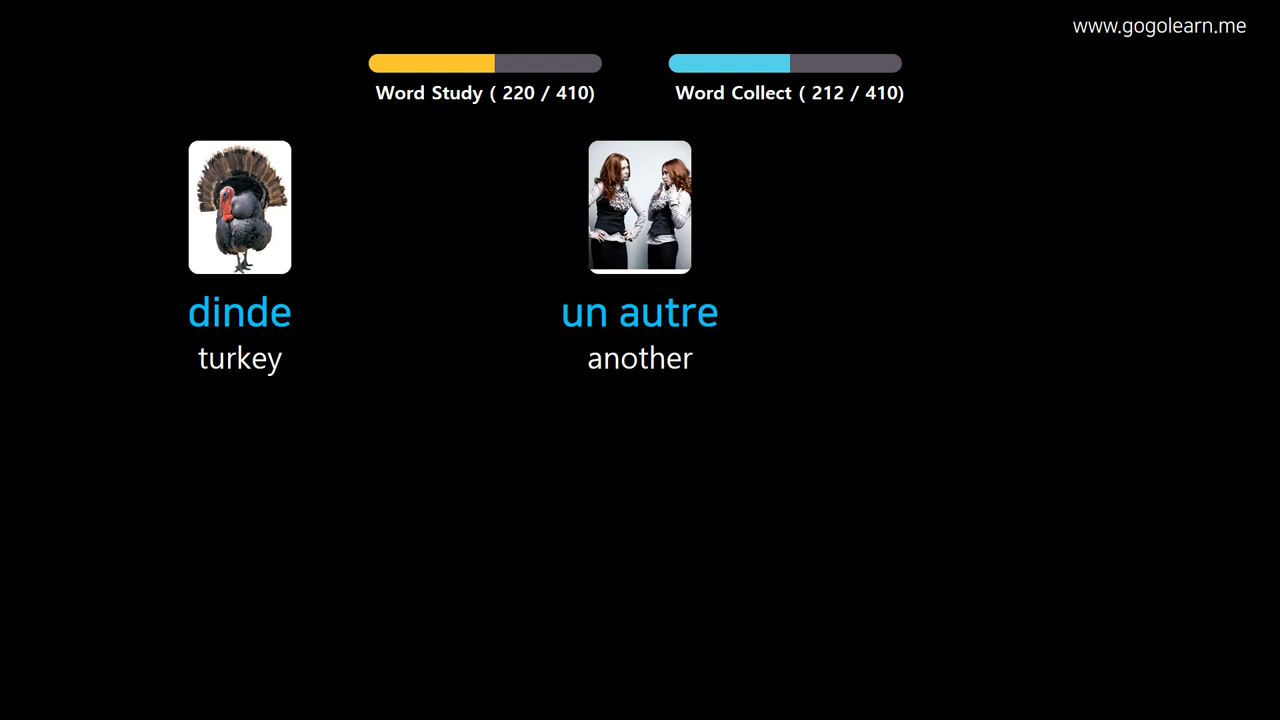 www.gogolearn.me
Word Study ( 220 / 410)
Word Collect ( 212 / 410)
dinde
turkey
un autre
another